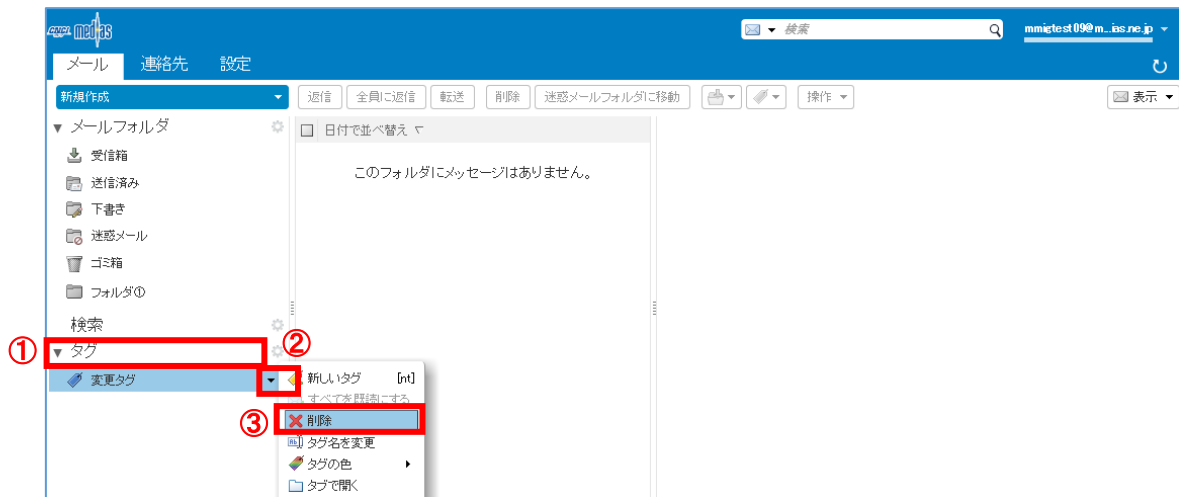 CNCI medias
検索
mmigtest09@m...ias.ne.jp
メール 連絡先 設定
新規作成 返信 全員に返信 転送 削除 迷惑メールフォルダに移動 操作 表示
メールフォルダ
日付で並べ替え
受信箱
このフォルダにメッセージはありません。
送信済み
下書き
迷惑メール
ゴミ箱
フォルダ①
検索
① タグ ②
変更タグ
新しいタグ [nt]
すべてを既読にする
③ 削除
タグ名を変更
タグの色
タブで開く